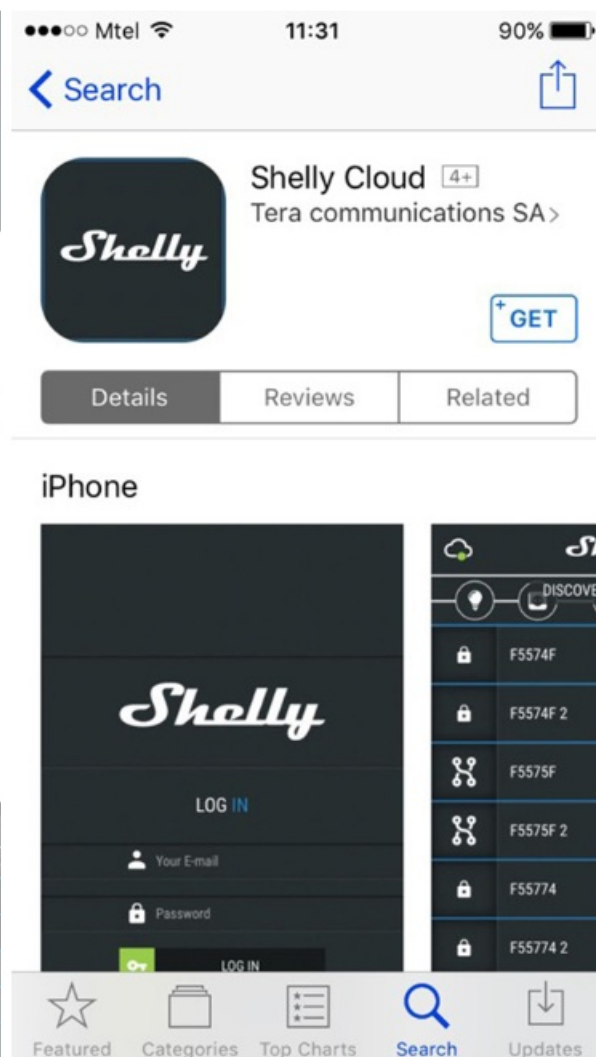 Mtel 11:31 90%
Search
Shelly
Shelly Cloud 4+
Tera communications SA>
+GET
Details Reviews Related
iPhone
Shelly
LOG IN
Your E-mail
Password
LOG IN
DISCOVE
F5574F
F5574F 2
F5575F
F5575F 2
F55774
F55774 2
Featured Categories Top Charts Search Updates